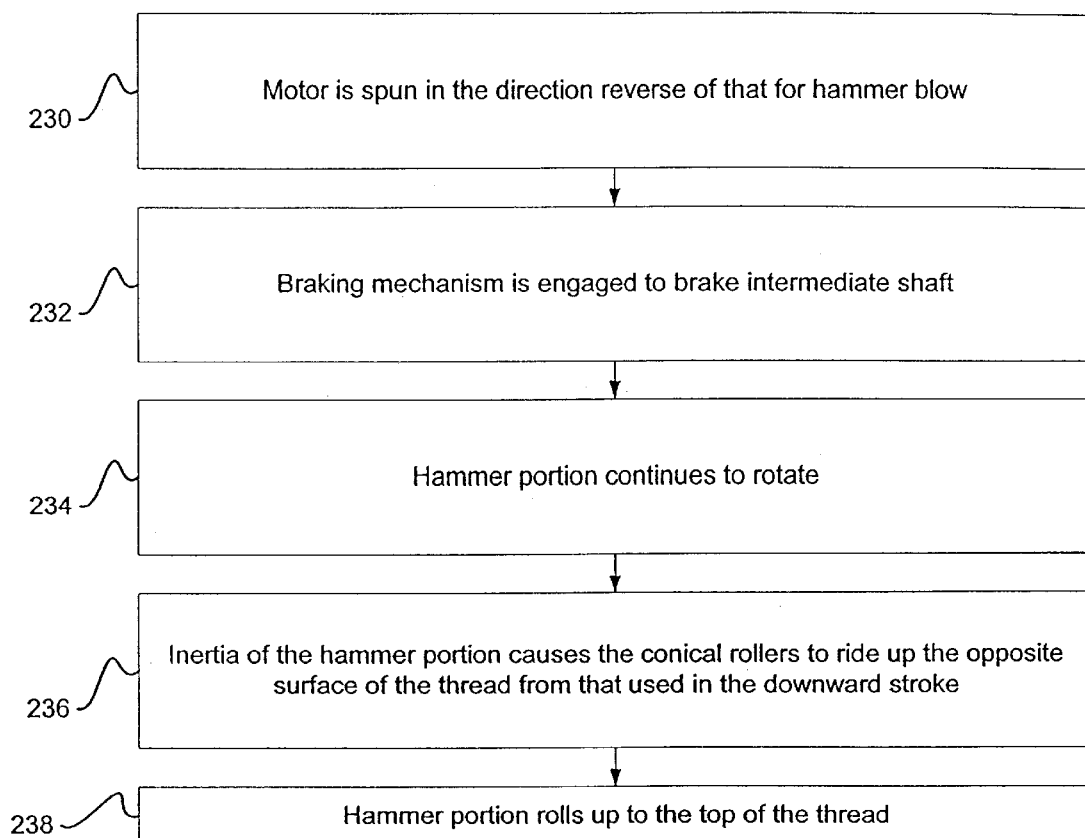 230
Motor is spun in the direction reverse of that for hammer blow
232
Braking mechanism is engaged to brake intermediate shaft
234
Hammer portion continues to rotate
236
Inertia of the hammer portion causes the conical rollers to ride up the opposite
surface of the thread from that used in the downward stroke
238
Hammer portion rolls up to the top of the thread